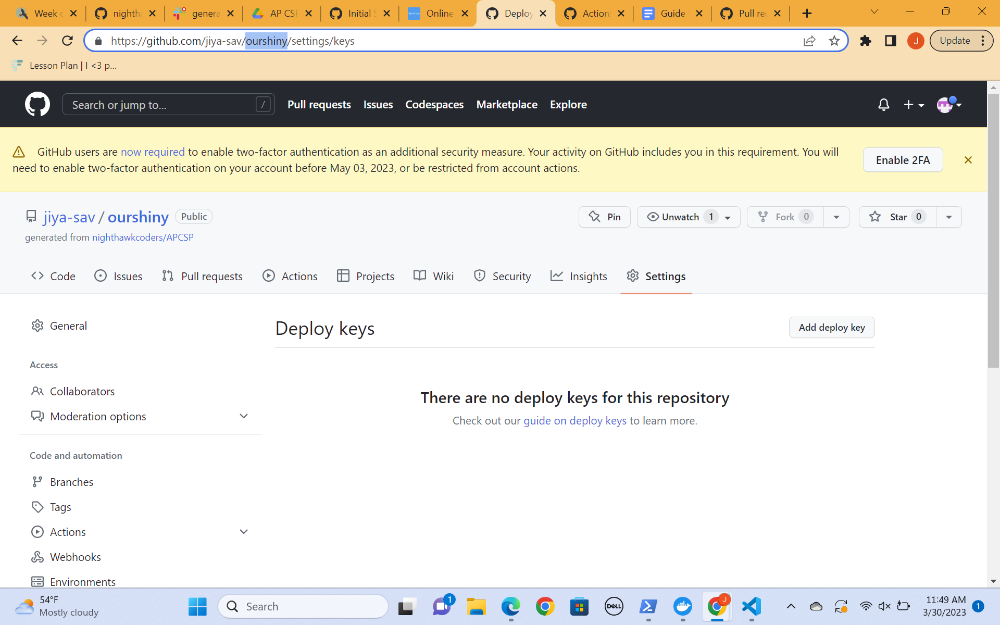 Week
nightha
genera
AP CSP
Initial S
Online
Deploy
Action
Guide
Pull rec
https://github.com/jiya-sav/ourshiny/settings/keys
J
Update
Lesson Plan | I <3 p...
Search or jump to...
/
Pull requests
Issues
Codespaces
Marketplace
Explore
GitHub users are now required to enable two-factor authentication as an additional security measure. Your activity on GitHub includes you in this requirement. You will
need to enable two-factor authentication on your account before May 03, 2023, or be restricted from account actions.
Enable 2FA
jiya-sav / ourshiny
Public
Pin
Unwatch 1
Fork 0
Star 0
generated from nighthawkcoders/APCSP
Code
Issues
Pull requests
Actions
Projects
Wiki
Security
Insights
Settings
General
Access
Collaborators
Moderation options
Code and automation
Branches
Tags
Actions
Webhooks
Environments
Deploy keys
Add deploy key
There are no deploy keys for this repository
Check out our guide on deploy keys to learn more.
54°F
Mostly cloudy
Search
1
DELL
J
11:49 AM
3/30/2023
1